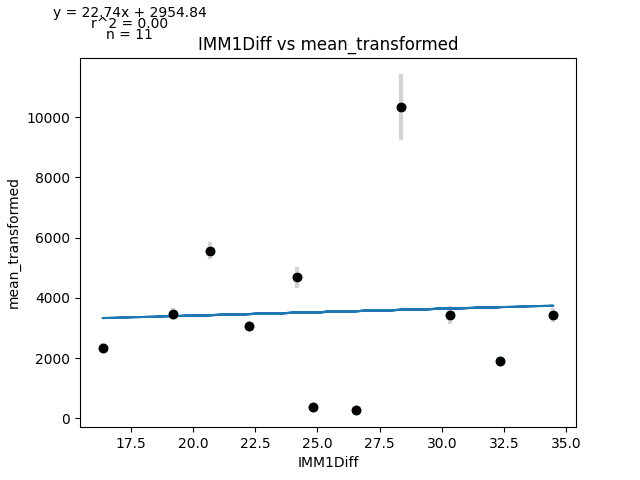 y = 22.74x + 2954.84
r^2 = 0.00
n = 11
IMM1Diff vs mean_transformed
mean_transformed
10000
8000
6000
4000
2000
0
17.5 20.0 22.5 25.0 27.5 30.0 32.5 35.0
IMM1Diff